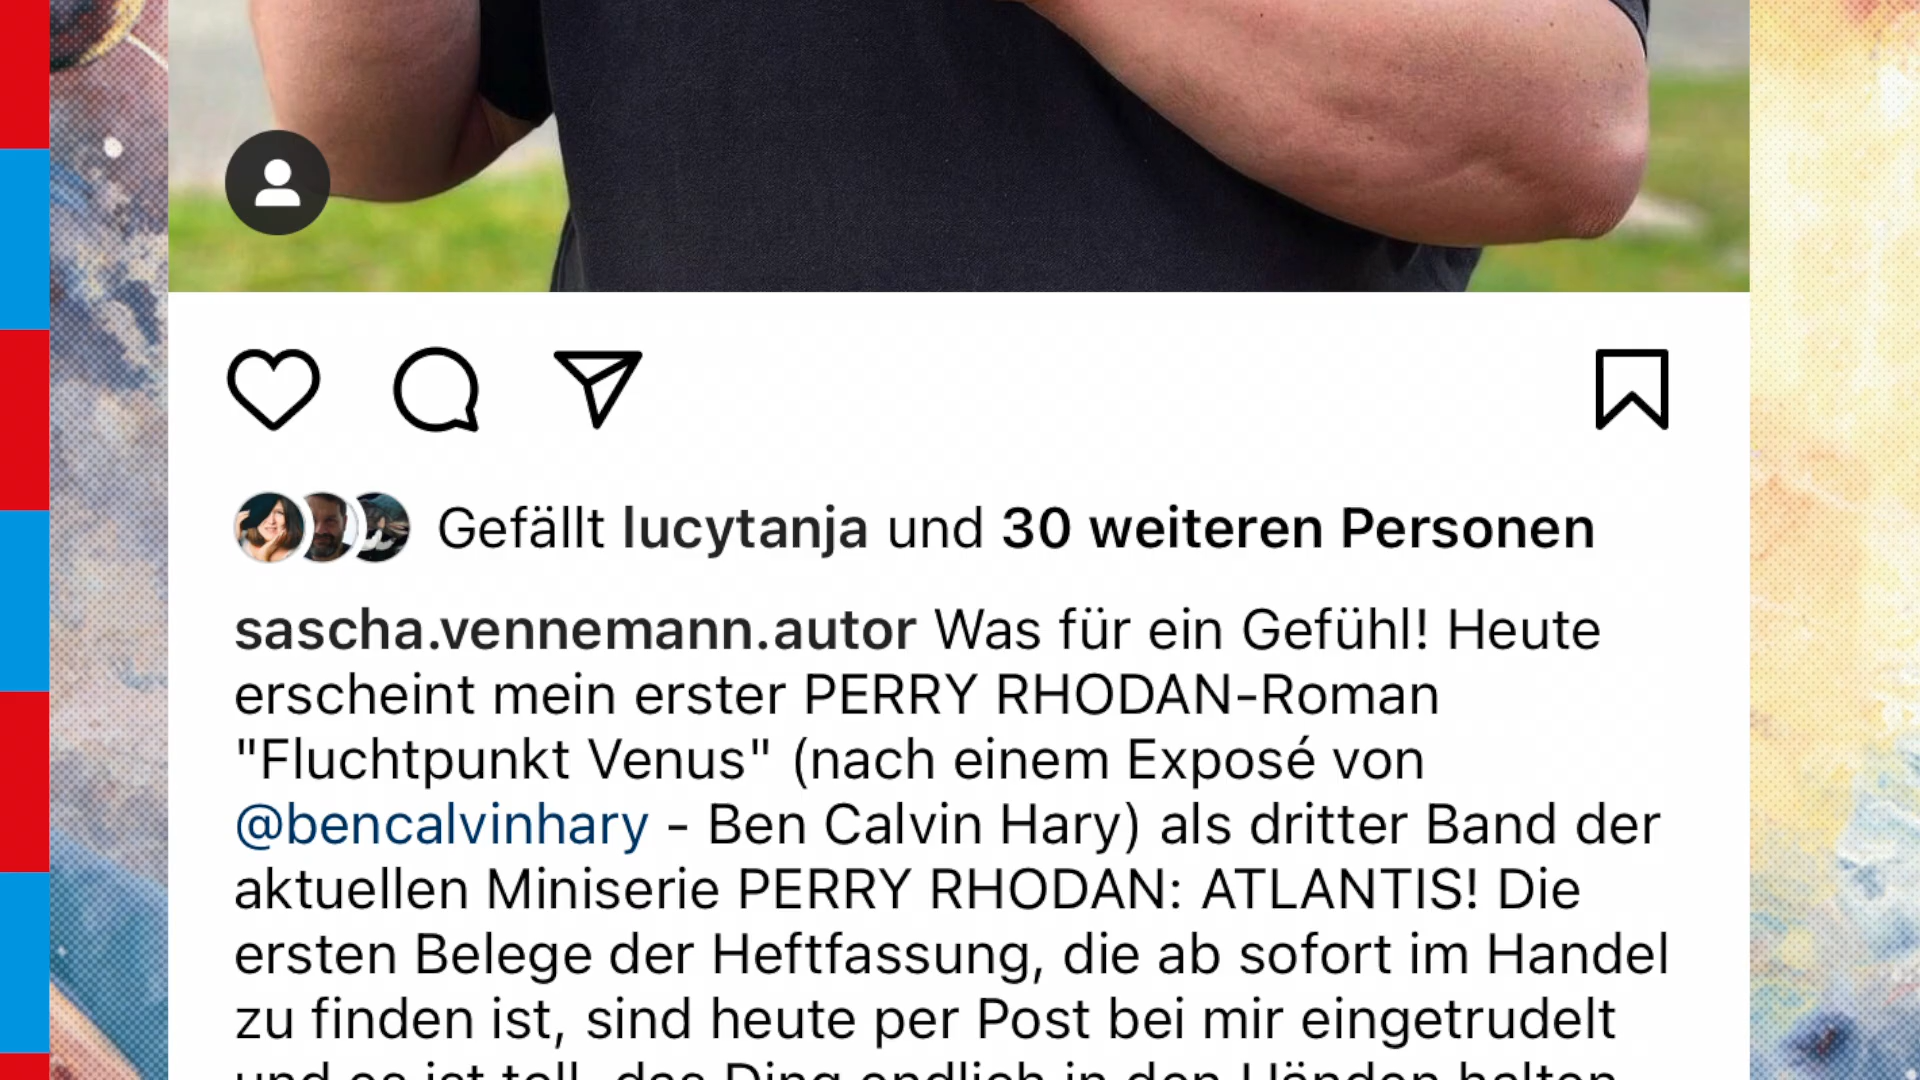 Gefällt lucytanja und 30 weiteren Personen
sascha.vennemann.autor Was für ein Gefühl! Heute
erscheint mein erster PERRY RHODAN-Roman
"Fluchtpunkt Venus" (nach einem Exposé von
@bencalvinhary - Ben Calvin Hary) als dritter Band der
aktuellen Miniserie PERRY RHODAN: ATLANTIS! Die
ersten Belege der Heftfassung, die ab sofort im Handel
zu finden ist, sind heute per Post bei mir eingetrudelt
und es ist toll, das Ding endlich in den Händen halten